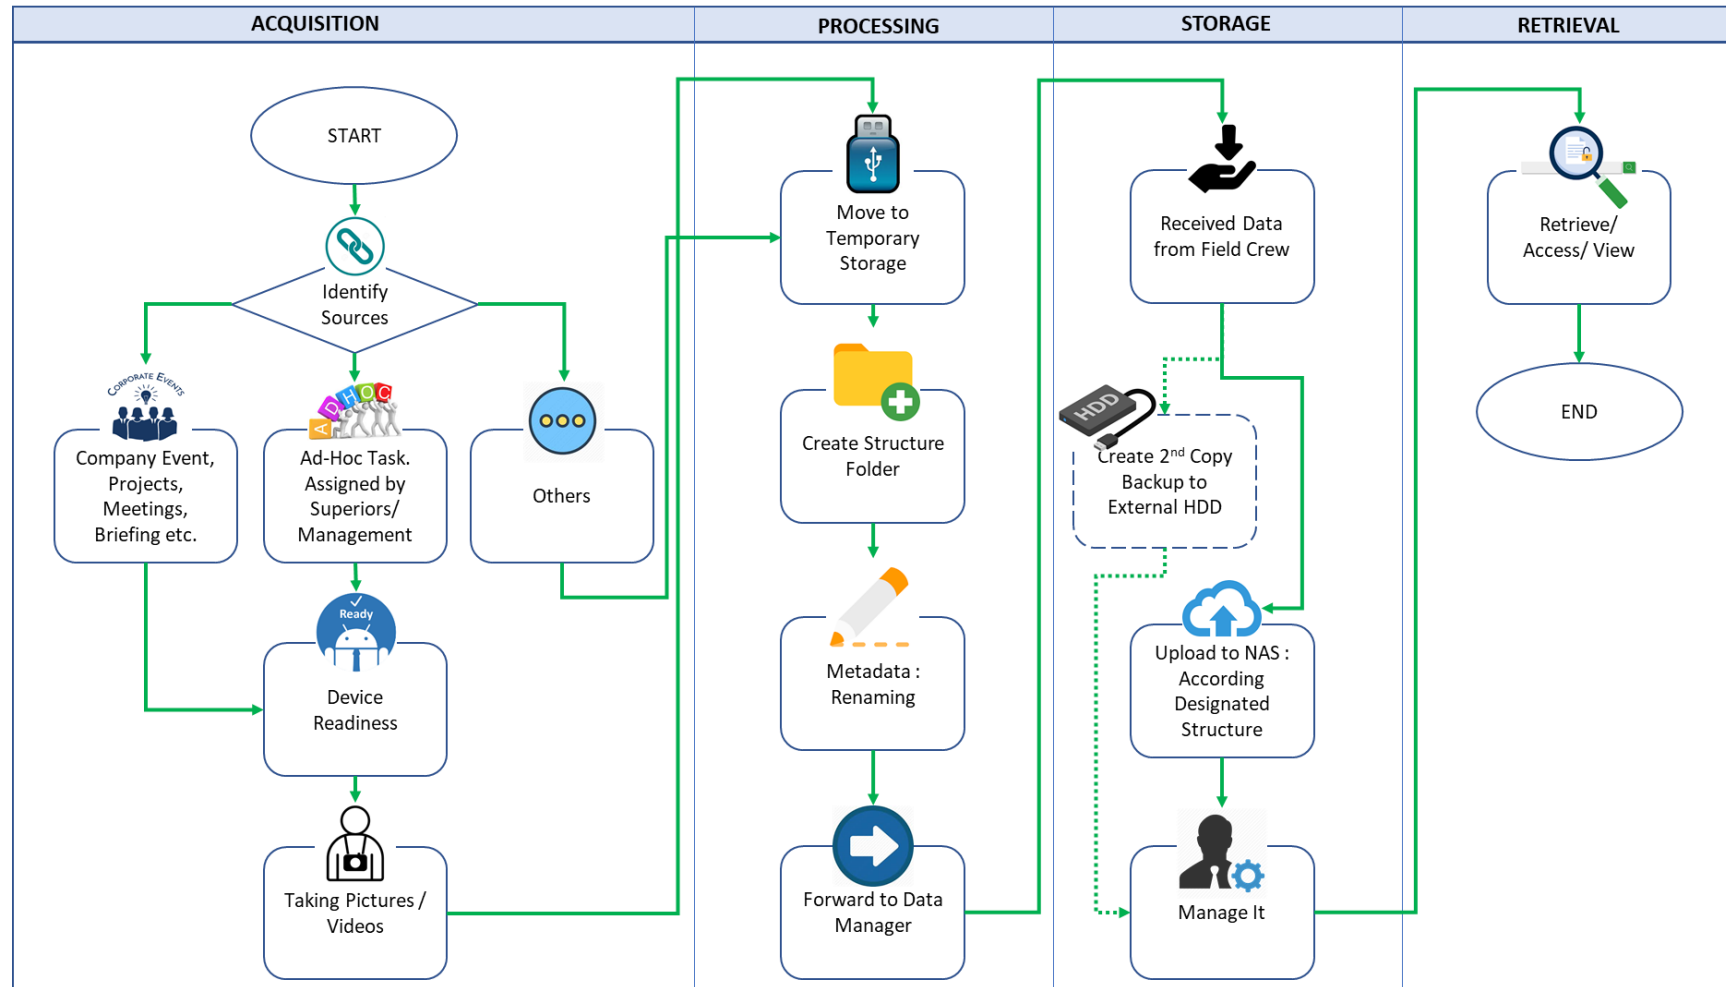 ACQUISITION
PROCESSING
STORAGE
RETRIEVAL
START
Identify
Sources
CORPORATE EVENTS
Company Event,
Projects,
Meetings,
Briefing etc.
ADHOC
Ad-Hoc Task.
Assigned by
Superiors/
Management
Others
Ready
Device
Readiness
Taking Pictures /
Videos
Move to
Temporary
Storage
Create Structure
Folder
Metadata :
Renaming
Forward to Data
Manager
Received Data
from Field Crew
HDD
Create 2nd Copy
Backup to
External HDD
Upload to NAS :
According
Designated
Structure
Manage It
Retrieve/
Access/ View
END